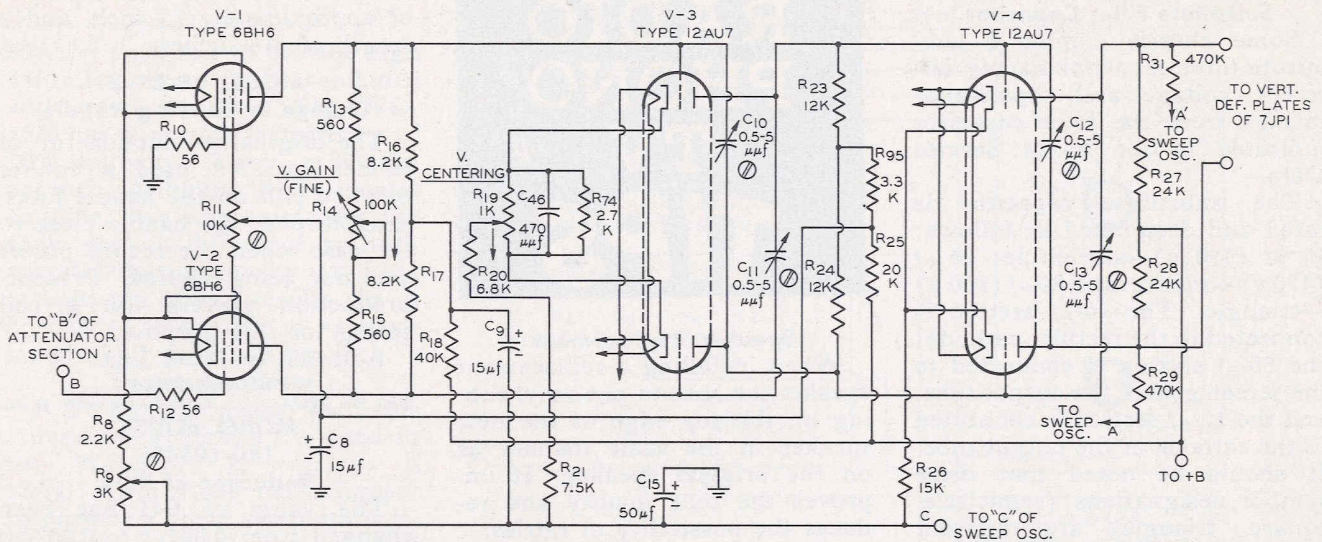 V-1
TYPE 6BH6
V-3
TYPE 12AU7
V-4
TYPE 12AU7
R10
56
R11
10K
V-2
TYPE
6BH6
TO "B" OF
ATTENUATOR
SECTION
B
R12 56
R8
2.2K
R9
3K
R13
560
V. GAIN
(FINE)
R14
100K
R15
560
C8
15μf
R16
8.2K
8.2K
R17
R18
40K
C9
15μf
V.
CENTERING
R19
1K
C46
470
μμf
R74
2.7
K
R20
6.8K
R21
7.5K
C10
0.5-5
μμf
C11
0.5-5
μμf
C15
50μf
R23
12K
R24
12K
R95
3.3
K
R25
20
K
R26
15K
C12
0.5-5
μμf
C13
0.5-5
μμf
R31
470K
A'
TO
SWEEP OSC.
TO VERT.
DEF. PLATES
OF 7JP1
R27
24K
R28
24K
R29
470K
TO
SWEEP OSC.
A
TO +B
TO "C" OF
SWEEP OSC.